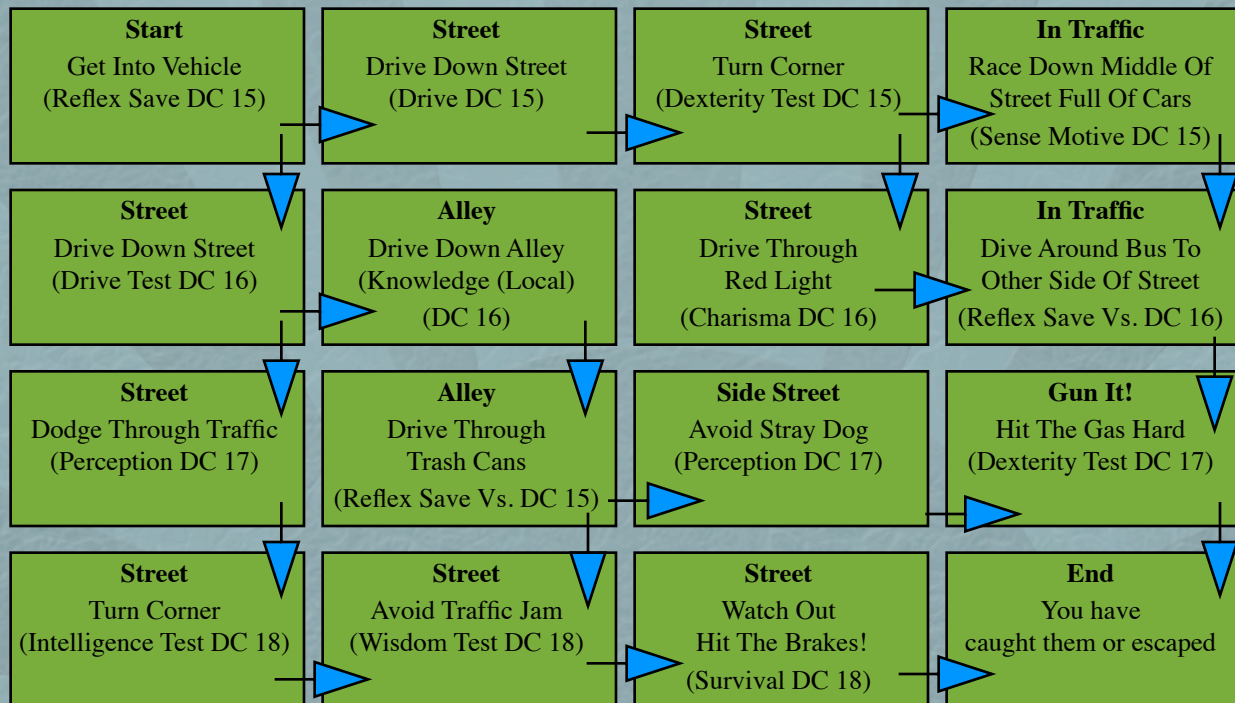 Start
Get Into Vehicle
(Reflex Save DC 15)
Street
Drive Down Street
(Drive DC 15)
Street
Turn Corner
(Dexterity Test DC 15)
In Traffic
Race Down Middle Of
Street Full Of Cars
(Sense Motive DC 15)
Street
Drive Down Street
(Drive Test DC 16)
Alley
Drive Down Alley
(Knowledge (Local)
(DC 16)
Street
Drive Through
Red Light
(Charisma DC 16)
In Traffic
Dive Around Bus To
Other Side Of Street
(Reflex Save Vs. DC 16)
Street
Dodge Through Traffic
(Perception DC 17)
Alley
Drive Through
Trash Cans
(Reflex Save Vs. DC 15)
Side Street
Avoid Stray Dog
(Perception DC 17)
Gun It!
Hit The Gas Hard
(Dexterity Test DC 17)
Street
Turn Corner
(Intelligence Test DC 18)
Street
Avoid Traffic Jam
(Wisdom Test DC 18)
Street
Watch Out
Hit The Brakes!
(Survival DC 18)
End
You have
caught them or escaped